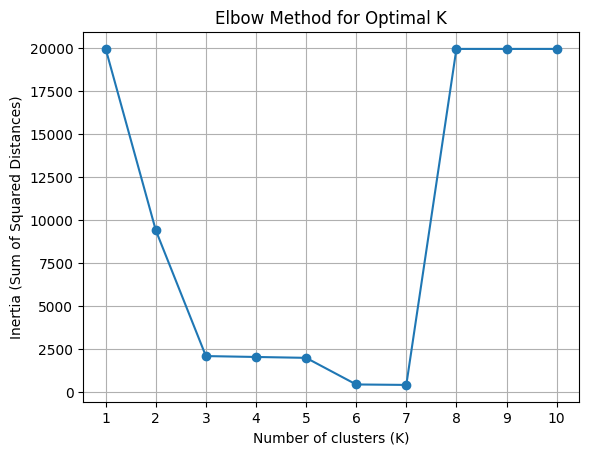 Elbow Method for Optimal K
Inertia (Sum of Squared Distances)
20000
17500
15000
12500
10000
7500
5000
2500
0
1 2 3 4 5 6 7 8 9 10
Number of clusters (K)